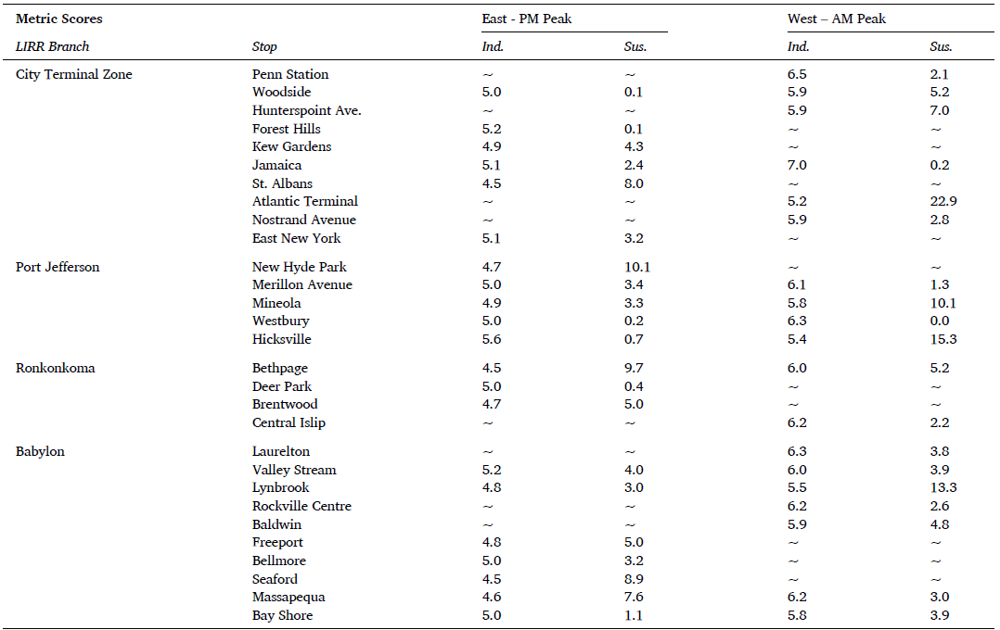 Metric Scores East - PM Peak West – AM Peak
LIRR Branch Stop Ind. Sus. Ind. Sus.
City Terminal Zone Penn Station ~ ~ 6.5 2.1
Woodside 5.0 0.1 5.9 5.2
Hunterspoint Ave. ~ ~ 5.9 7.0
Forest Hills 5.2 0.1 ~ ~
Kew Gardens 4.9 4.3 ~ ~
Jamaica 5.1 2.4 7.0 0.2
St. Albans 4.5 8.0 ~ ~
Atlantic Terminal ~ ~ 5.2 22.9
Nostrand Avenue ~ ~ 5.9 2.8
East New York 5.1 3.2 ~ ~
Port Jefferson New Hyde Park 4.7 10.1 ~ ~
Merillon Avenue 5.0 3.4 6.1 1.3
Mineola 4.9 3.3 5.8 10.1
Westbury 5.0 0.2 6.3 0.0
Hicksville 5.6 0.7 5.4 15.3
Ronkonkoma Bethpage 4.5 9.7 6.0 5.2
Deer Park 5.0 0.4 ~ ~
Brentwood 4.7 5.0 ~ ~
Central Islip ~ ~ 6.2 2.2
Babylon Laurelton ~ ~ 6.3 3.8
Valley Stream 5.2 4.0 6.0 3.9
Lynbrook 4.8 3.0 5.5 13.3
Rockville Centre ~ ~ 6.2 2.6
Baldwin ~ ~ 5.9 4.8
Freeport 4.8 5.0 ~ ~
Bellmore 5.0 3.2 ~ ~
Seaford 4.5 8.9 ~ ~
Massapequa 4.6 7.6 6.2 3.0
Bay Shore 5.0 1.1 5.8 3.9